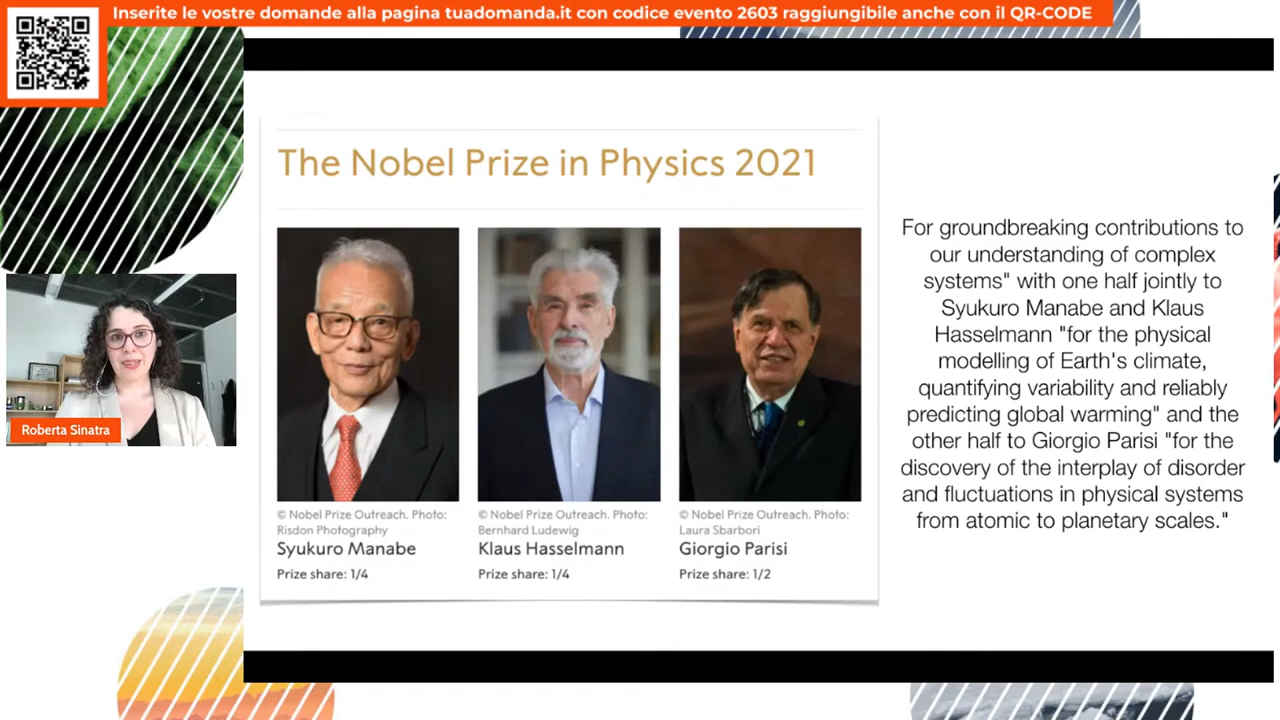 Inserite le vostre domande alla pagina tuadomanda.it con codice evento 2603 raggiungibile anche con il QR-CODE
The Nobel Prize in Physics 2021
© Nobel Prize Outreach. Photo:
Risdon Photography
Syukuro Manabe
Prize share: 1/4
© Nobel Prize Outreach. Photo:
Bernhard Ludewig
Klaus Hasselmann
Prize share: 1/4
© Nobel Prize Outreach. Photo:
Laura Sbarbori
Giorgio Parisi
Prize share: 1/2
For groundbreaking contributions to
our understanding of complex
systems" with one half jointly to
Syukuro Manabe and Klaus
Hasselmann "for the physical
modelling of Earth's climate,
quantifying variability and reliably
predicting global warming" and the
other half to Giorgio Parisi "for the
discovery of the interplay of disorder
and fluctuations in physical systems
from atomic to planetary scales."
Roberta Sinatra